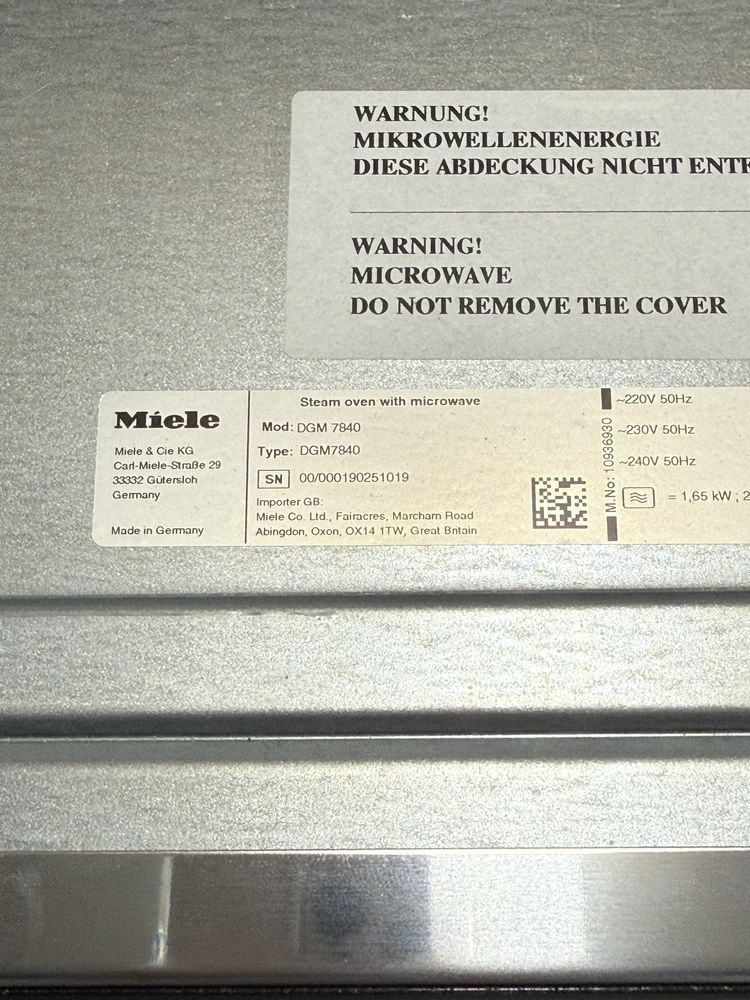 WARNUNG!
MIKROWELLENENERGIE
DIESE ABDECKUNG NICHT
WARNING!
MICROWAVE
DO NOT REMOVE THE COVER
Miele
Miele & Cie KG
Carl-Miele-Straße 29
33332 Gütersloh
Germany
Made in Germany
Steam oven with microwave
Mod: DGM 7840
Type: DGM7840
SN 00/000190251019
Importer GB:
Miele Co. Ltd., Fairacres, Marcham Road
Abingdon, Oxon, OX14 1TW, Great Britain
M.No: 10936930
~220V 50Hz
~230V 50Hz
~240V 50Hz
= 1,65 kW ; 2